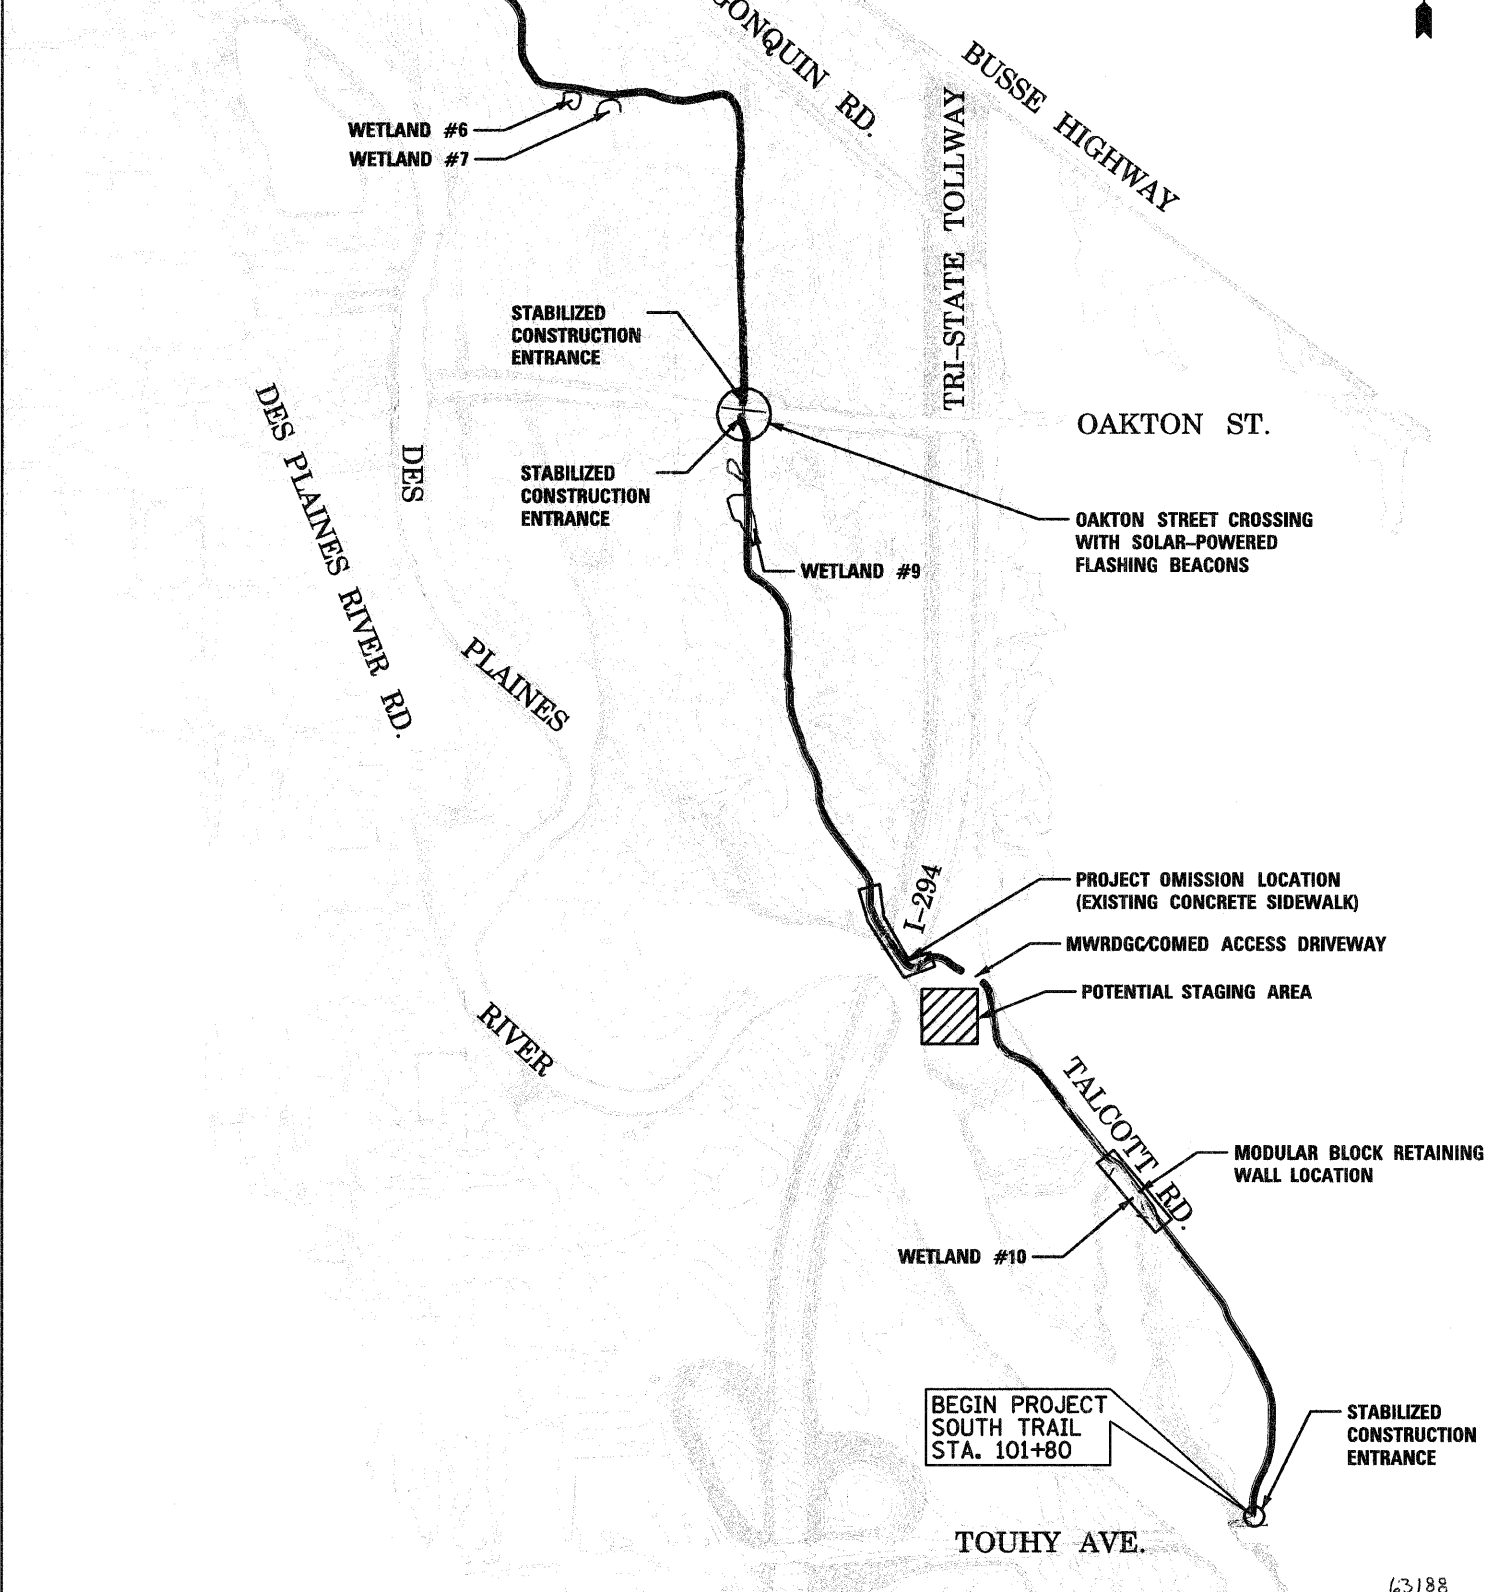 GONQUIN RD.
BUSSE HIGHWAY
TRI-STATE TOLLWAY
WETLAND #6
WETLAND #7
STABILIZED
CONSTRUCTION
ENTRANCE
DES PLAINES RIVER RD.
DES
PLAINES
RIVER
OAKTON ST.
STABILIZED
CONSTRUCTION
ENTRANCE
OAKTON STREET CROSSING
WITH SOLAR-POWERED
FLASHING BEACONS
WETLAND #9
I-294
PROJECT OMISSION LOCATION
(EXISTING CONCRETE SIDEWALK)
MWRDGC/COMED ACCESS DRIVEWAY
POTENTIAL STAGING AREA
TALCOTT RD.
MODULAR BLOCK RETAINING
WALL LOCATION
WETLAND #10
BEGIN PROJECT
SOUTH TRAIL
STA. 101+80
STABILIZED
CONSTRUCTION
ENTRANCE
TOUHY AVE.
63188